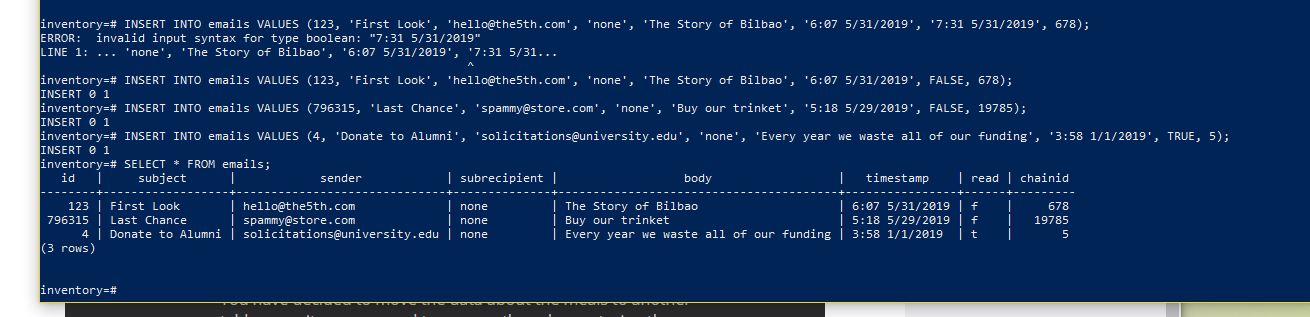 inventory=# INSERT INTO emails VALUES (123, 'First Look', 'hello@the5th.com', 'none', 'The Story of Bilbao', '6:07 5/31/2019', '7:31 5/31/2019', 678);
ERROR:  invalid input syntax for type boolean: "7:31 5/31/2019"
LINE 1: ... 'none', 'The Story of Bilbao', '6:07 5/31/2019', '7:31 5/31...
^
inventory=# INSERT INTO emails VALUES (123, 'First Look', 'hello@the5th.com', 'none', 'The Story of Bilbao', '6:07 5/31/2019', FALSE, 678);
INSERT 0 1
inventory=# INSERT INTO emails VALUES (796315, 'Last Chance', 'spammy@store.com', 'none', 'Buy our trinket', '5:18 5/29/2019', FALSE, 19785);
INSERT 0 1
inventory=# INSERT INTO emails VALUES (4, 'Donate to Alumni', 'solicitations@university.edu', 'none', 'Every year we waste all of our funding', '3:58 1/1/2019', TRUE, 5);
INSERT 0 1
inventory=# SELECT * FROM emails;
   id   |     subject      |            sender            | subrecipient |                  body                  |   timestamp    | read | chainid
--------+------------------+------------------------------+--------------+----------------------------------------+----------------+------+---------
    123 | First Look       | hello@the5th.com             | none         | The Story of Bilbao                    | 6:07 5/31/2019 | f    |     678
 796315 | Last Chance      | spammy@store.com             | none         | Buy our trinket                        | 5:18 5/29/2019 | f    |   19785
      4 | Donate to Alumni | solicitations@university.edu | none         | Every year we waste all of our funding | 3:58 1/1/2019  | t    |       5
(3 rows)
inventory=#
You have decided to move the data about the meals to another